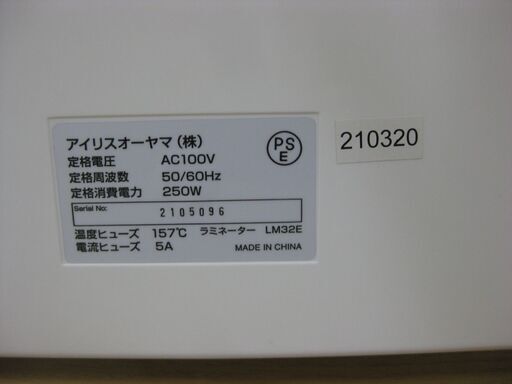 アイリスオーヤマ(株)
定格電圧 AC100V
定格周波数 50/60Hz
定格消費電力 250W
PS
E
Serial No: 2105096
温度ヒューズ 157℃ ラミネーター LM32E
電流ヒューズ 5A MADE IN CHINA
210320